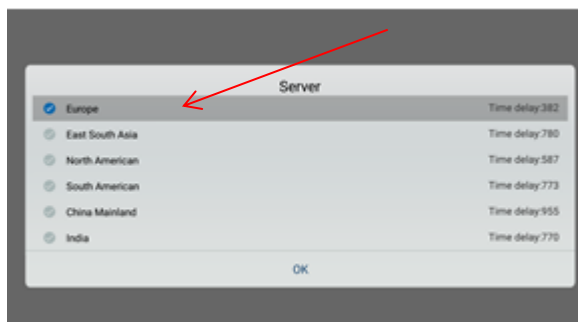 Server
Europe Time delay:382
East South Asia Time delay:780
North American Time delay:587
South American Time delay:773
China Mainland Time delay:955
India Time delay:770
OK